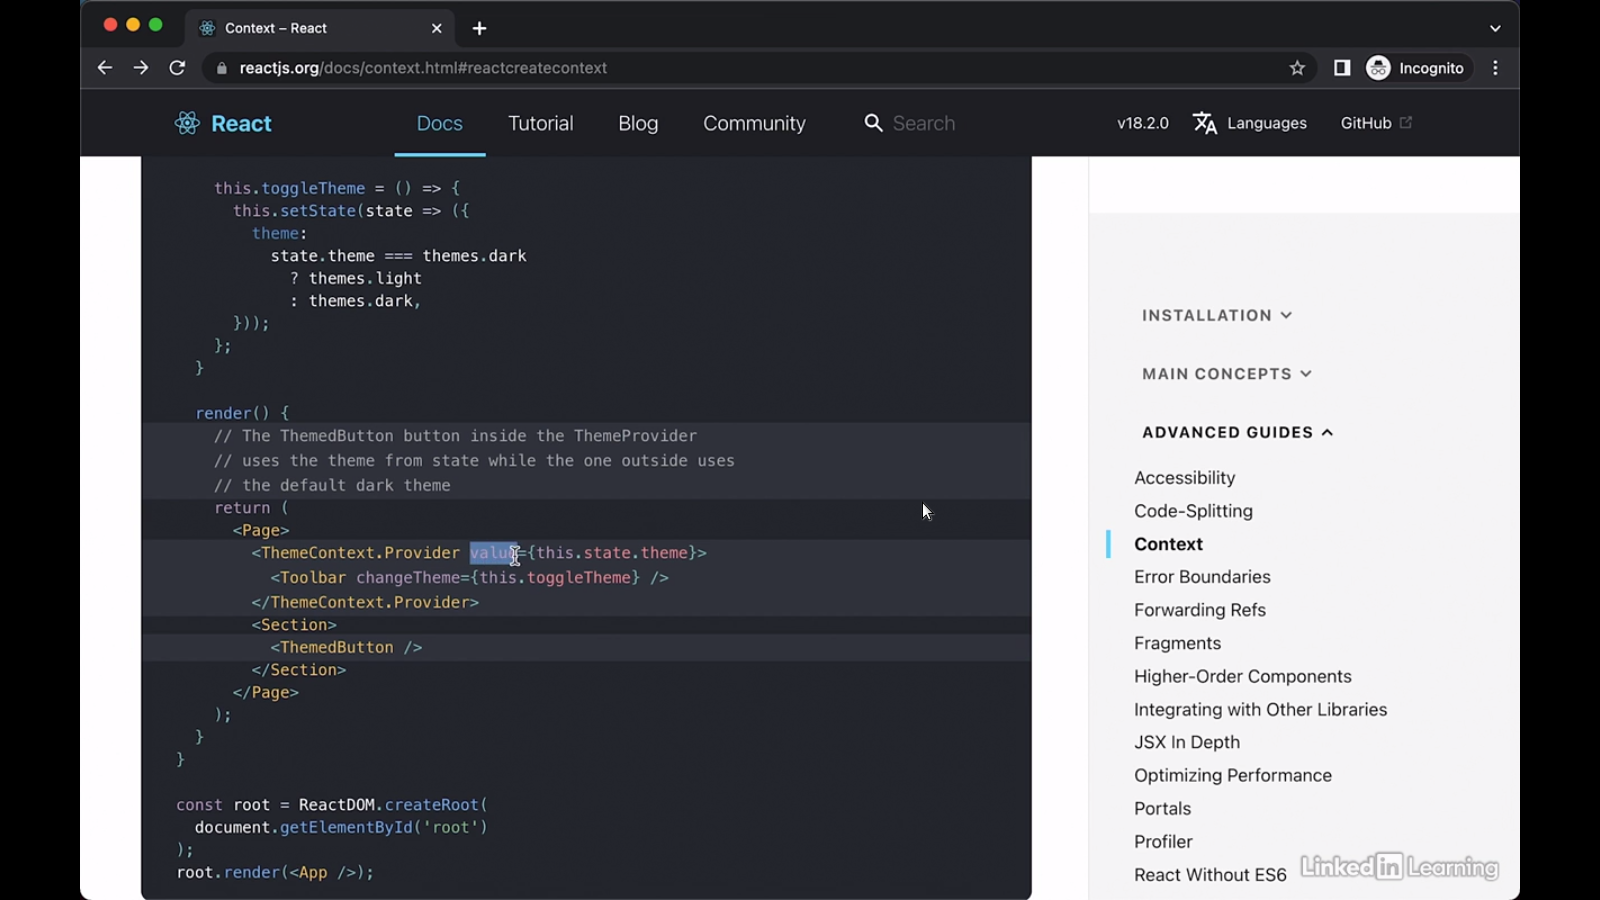 Context – React
reactjs.org/docs/context.html#reactcreatecontext
Incognito
React
Docs
Tutorial
Blog
Community
Search
v18.2.0
Languages
GitHub
this.toggleTheme = () => {
this.setState(state => ({
theme:
state.theme === themes.dark
? themes.light
: themes.dark,
}));
};
}
render() {
// The ThemedButton button inside the ThemeProvider
// uses the theme from state while the one outside uses
// the default dark theme
return (
<Page>
<ThemeContext.Provider value={this.state.theme}>
<Toolbar changeTheme={this.toggleTheme} />
</ThemeContext.Provider>
<Section>
<ThemedButton />
</Section>
</Page>
);
}
}
const root = ReactDOM.createRoot(
document.getElementById('root')
);
root.render(<App />);
INSTALLATION
MAIN CONCEPTS
ADVANCED GUIDES
Accessibility
Code-Splitting
Context
Error Boundaries
Forwarding Refs
Fragments
Higher-Order Components
Integrating with Other Libraries
JSX In Depth
Optimizing Performance
Portals
Profiler
React Without ES6
LinkedIn Learning